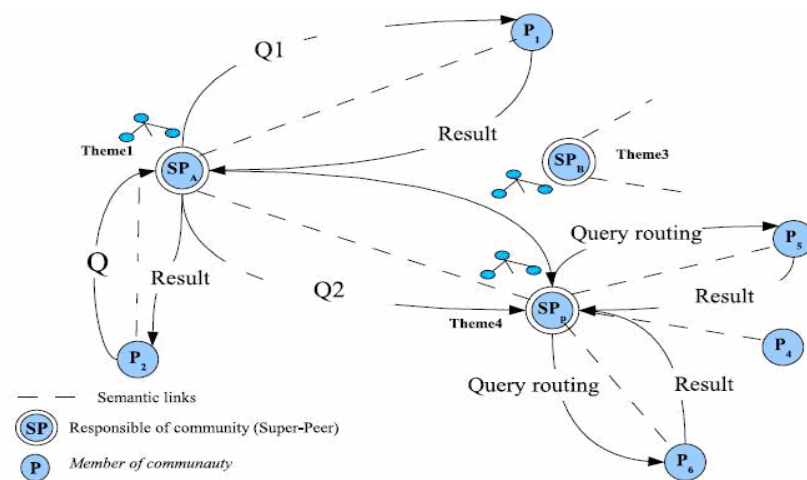 Q1
P1
Result
Theme1
SPA
SPB
Theme3
Q
Result
Q2
Query routing
P5
Result
SPP
Theme4
P4
P2
Query routing
Result
P6
Semantic links
SP Responsible of community (Super-Peer)
P Member of communauty